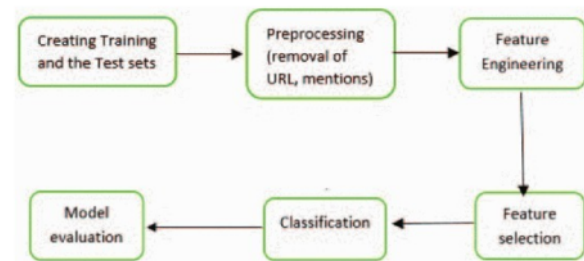 Creating Training
and the Test sets
Preprocessing
(removal of
URL, mentions)
Feature
Engineering
Feature
selection
Classification
Model
evaluation